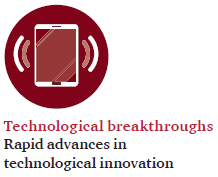 Technological breakthroughs
Rapid advances in
technological innovation